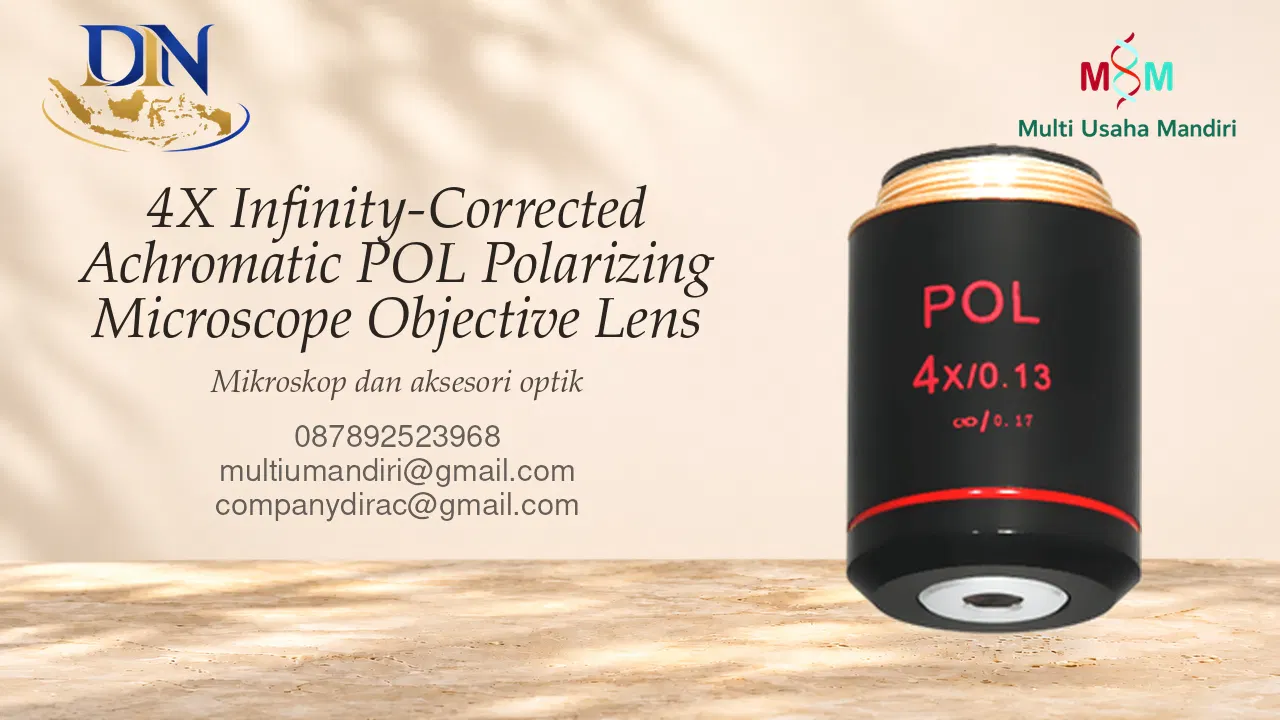 DIN
M M
Multi Usaha Mandiri
4X Infinity-Corrected
Achromatic POL Polarizing
Microscope Objective Lens
Mikroskop dan aksesori optik
087892523968
multiumandiri@gmail.com
companydirac@gmail.com
POL
4X/0.13
∞/0.17